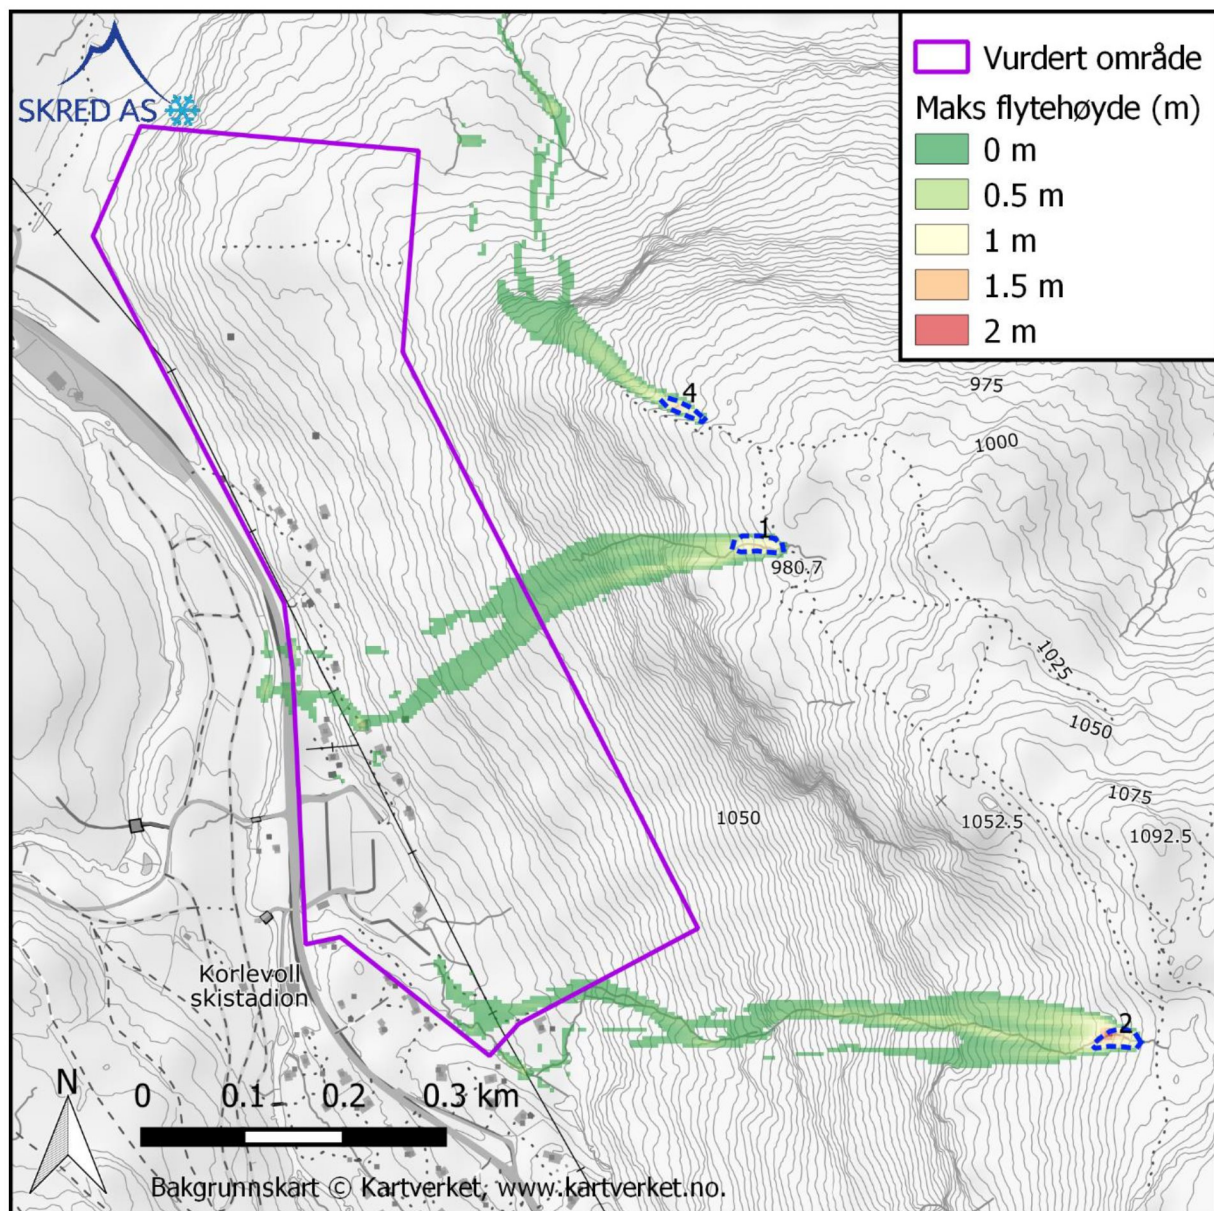 SKRED AS
Vurdert område
Maks flytehøyde (m)
0 m
0.5 m
1 m
1.5 m
2 m
4
975
1000
1
980.7
1025
1050
1075
1050
1052.5
1092.5
Korlevoll
skistadion
2
N
0 0.1 0.2 0.3 km
Bakgrunnskart © Kartverket, www.kartverket.no.